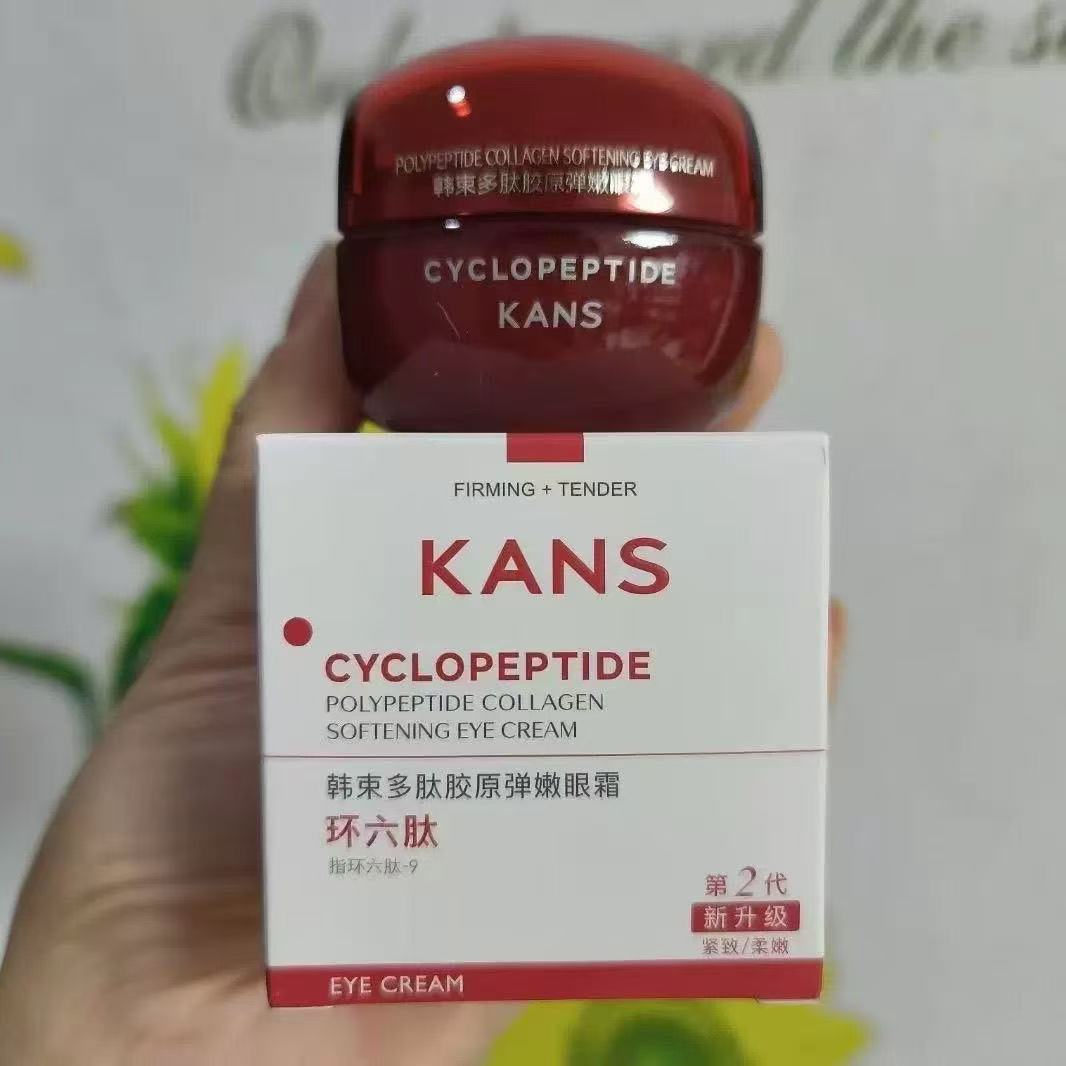 the
POLYPEPTIDE COLLAGEN SOFTENING EYE CREAM
韩束多肽胶原弹嫩眼
CYCLOPEPTIDE
KANS
FIRMING + TENDER
KANS
CYCLOPEPTIDE
POLYPEPTIDE COLLAGEN
SOFTENING EYE CREAM
韩束多肽胶原弹嫩眼霜
环六肽
指环六肽-9
第2代
新升级
紧致/柔嫩
EYE CREAM